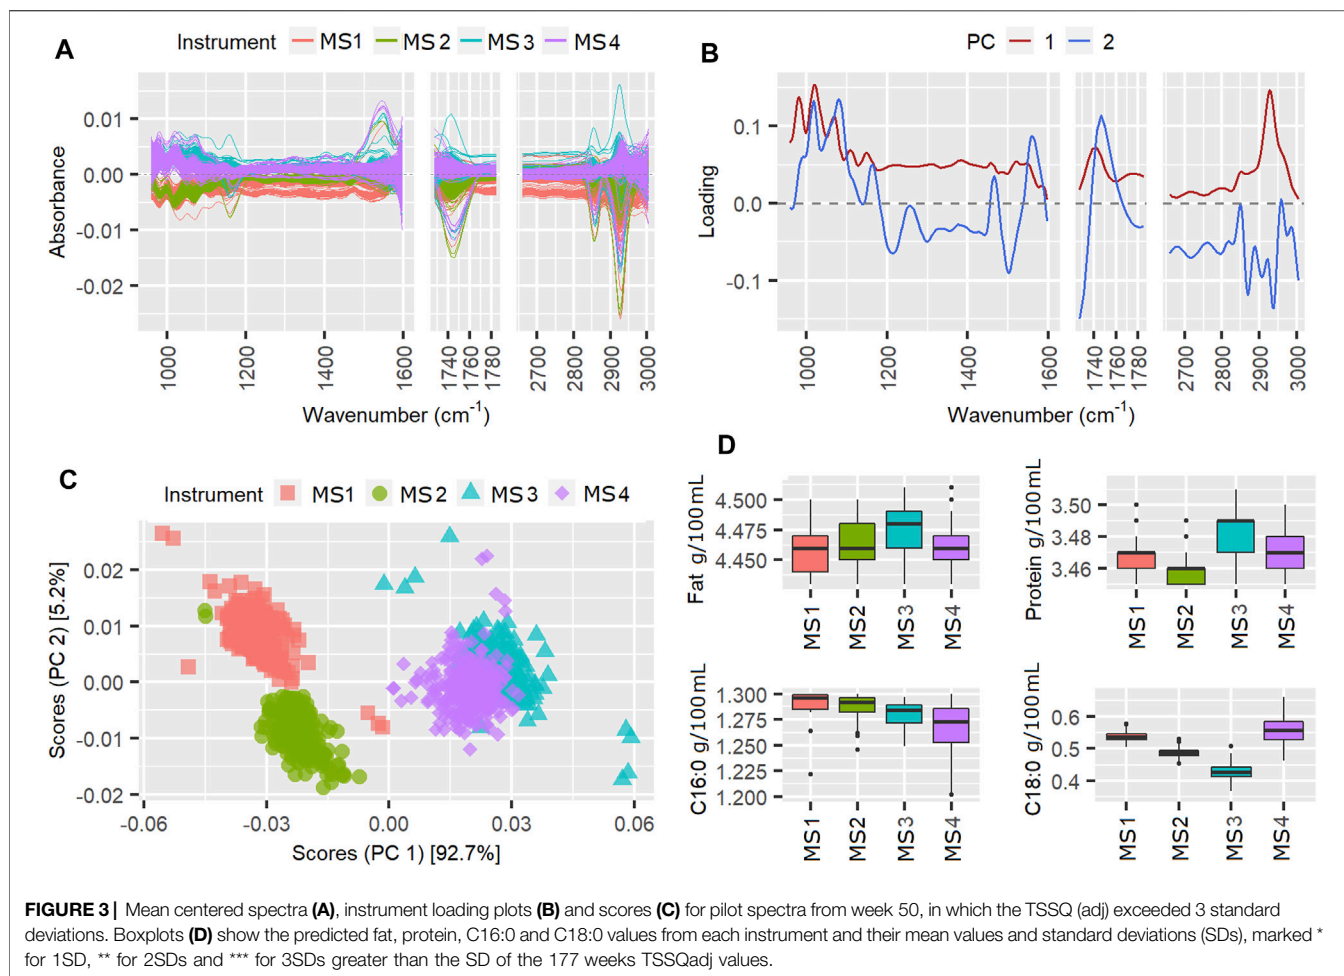 A
Instrument MS1 MS2 MS3 MS4
Absorbance
0.01
0.00
-0.01
-0.02
1000 1200 1400 1600 1740 1760 1780 2700 2800 2900 3000
Wavenumber (cm-1)
B
PC 1 2
Loading
0.1
0.0
-0.1
1000 1200 1400 1600 1740 1760 1780 2700 2800 2900 3000
Wavenumber (cm-1)
C
Instrument MS1 MS2 MS3 MS4
Scores (PC 2) [5.2%]
0.02
0.01
0.00
-0.01
-0.02
-0.06 -0.03 0.00 0.03 0.06
Scores (PC 1) [92.7%]
D
Fat g/100mL
4.500
4.475
4.450
MS1 MS2 MS3 MS4
Protein g/100mL
3.50
3.48
3.46
MS1 MS2 MS3 MS4
C16:0 g/100mL
1.300
1.275
1.250
1.225
1.200
MS1 MS2 MS3 MS4
C18:0 g/100mL
0.6
0.5
0.4
MS1 MS2 MS3 MS4
FIGURE 3 | Mean centered spectra (A), instrument loading plots (B) and scores (C) for pilot spectra from week 50, in which the TSSQ (adj) exceeded 3 standard
deviations. Boxplots (D) show the predicted fat, protein, C16:0 and C18:0 values from each instrument and their mean values and standard deviations (SDs), marked *
for 1SD, ** for 2SDs and *** for 3SDs greater than the SD of the 177 weeks TSSQadj values.